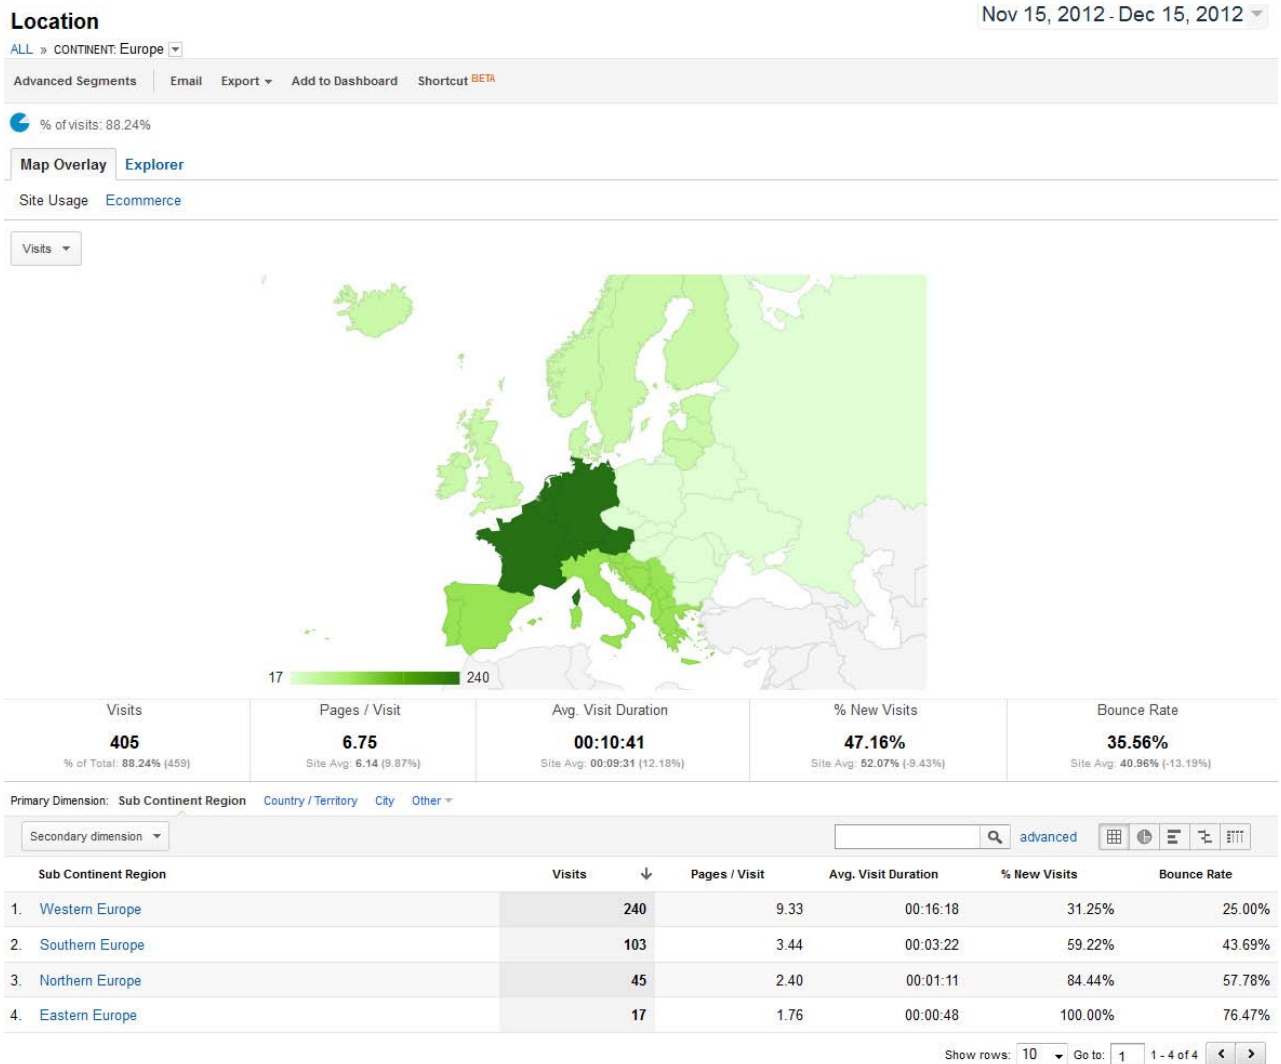 Location
Nov 15, 2012 - Dec 15, 2012
ALL » CONTINENT: Europe
Advanced Segments Email Export Add to Dashboard Shortcut BETA
% of visits: 88.24%
Map Overlay Explorer
Site Usage Ecommerce
Visits
17 240
Visits Pages / Visit Avg. Visit Duration % New Visits Bounce Rate
405 6.75 00:10:41 47.16% 35.56%
% of Total: 88.24% (459) Site Avg: 6.14 (9.87%) Site Avg: 00:09:31 (12.18%) Site Avg: 52.07% (-9.43%) Site Avg: 40.96% (-13.19%)
Primary Dimension: Sub Continent Region Country / Territory City Other
Secondary dimension advanced
Sub Continent Region Visits Pages / Visit Avg. Visit Duration % New Visits Bounce Rate
1. Western Europe 240 9.33 00:16:18 31.25% 25.00%
2. Southern Europe 103 3.44 00:03:22 59.22% 43.69%
3. Northern Europe 45 2.40 00:01:11 84.44% 57.78%
4. Eastern Europe 17 1.76 00:00:48 100.00% 76.47%
Show rows: 10 Go to: 1 1 - 4 of 4